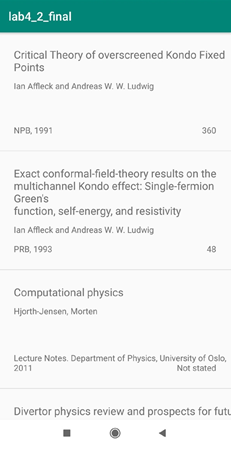 lab4_2_final
Critical Theory of overscreened Kondo Fixed
Points
Ian Affleck and Andreas W. W. Ludwig
NPB, 1991 360
Exact conformal-field-theory results on the
multichannel Kondo effect: Single-fermion
Green's
function, self-energy, and resistivity
Ian Affleck and Andreas W. W. Ludwig
PRB, 1993 48
Computational physics
Hjorth-Jensen, Morten
Lecture Notes. Department of Physics, University of Oslo,
2011 Not stated
Divertor physics review and prospects for futu